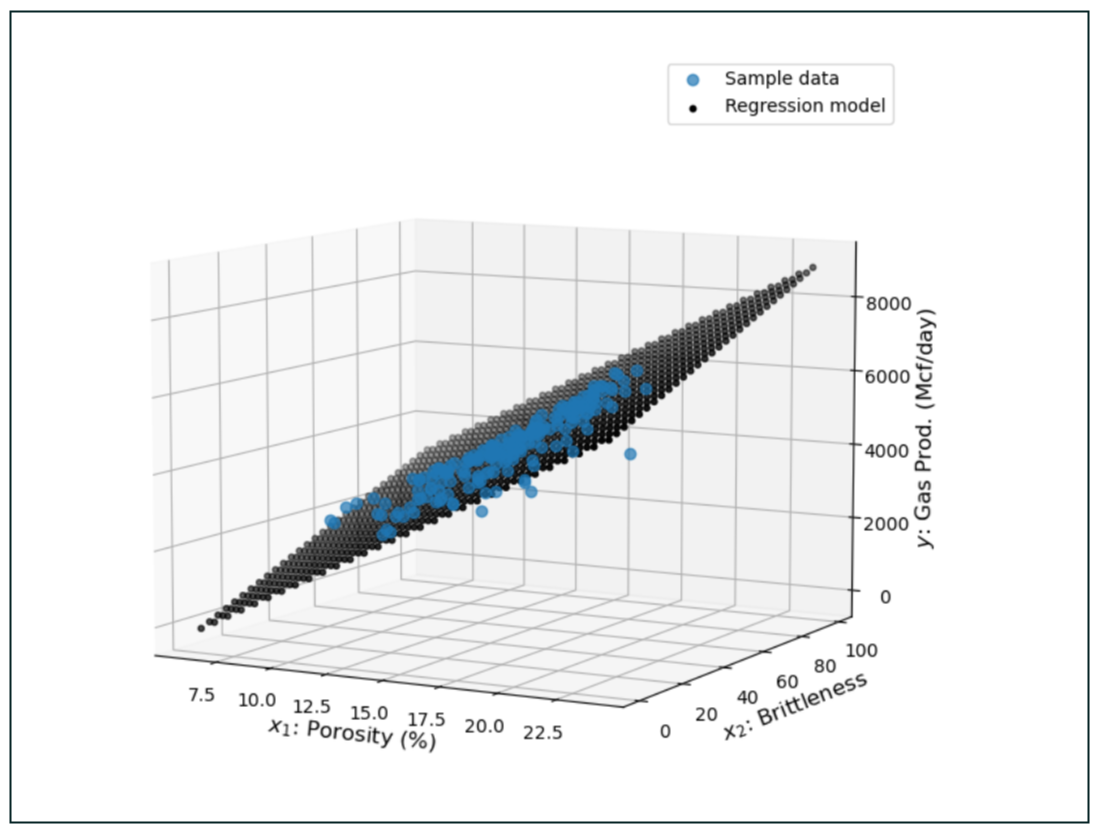 Sample data
Regression model
8000
6000
4000
2000
0
y: Gas Prod. (Mcf/day)
7.5 10.0 12.5 15.0 17.5 20.0 22.5
x₁: Porosity (%)
0 20 40 60 80 100
x₂: Brittleness